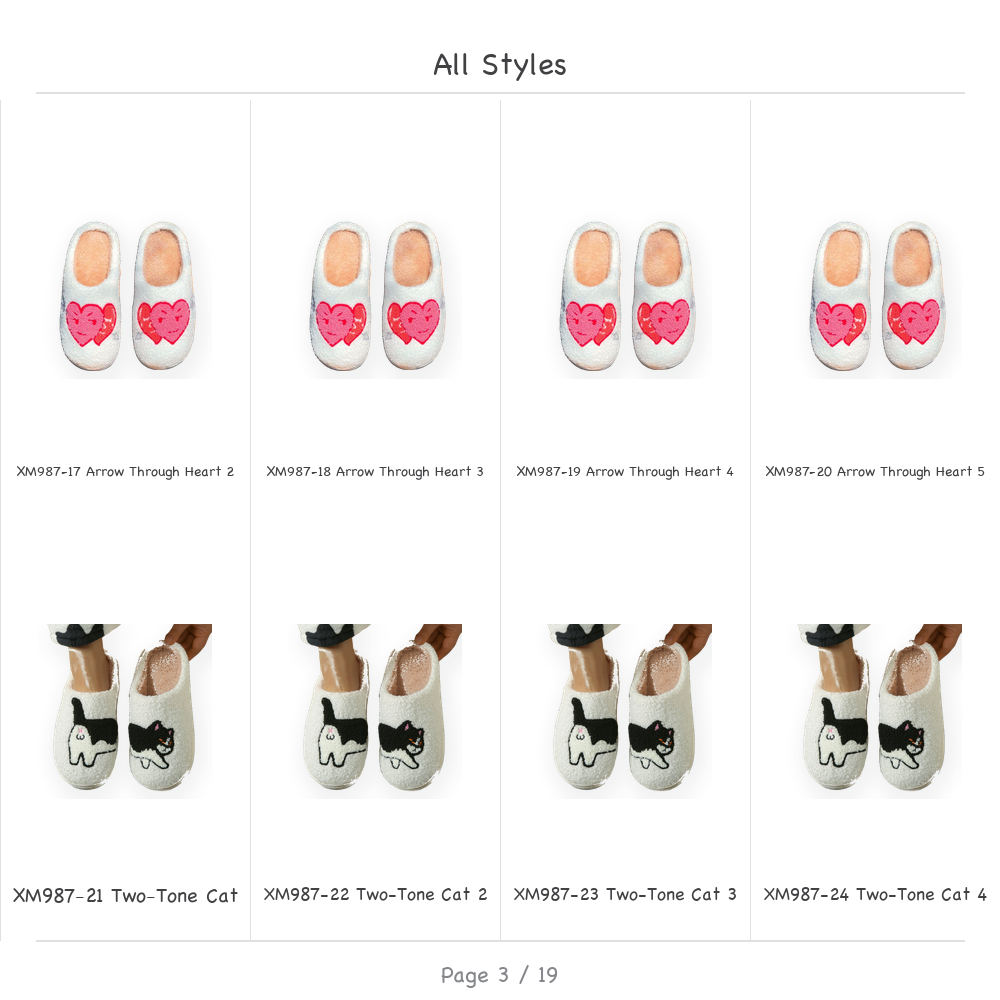 All Styles
XM987-17 Arrow Through Heart 2
XM987-18 Arrow Through Heart 3
XM987-19 Arrow Through Heart 4
XM987-20 Arrow Through Heart 5
XM987-21 Two-Tone Cat
XM987-22 Two-Tone Cat 2
XM987-23 Two-Tone Cat 3
XM987-24 Two-Tone Cat 4
Page 3 / 19